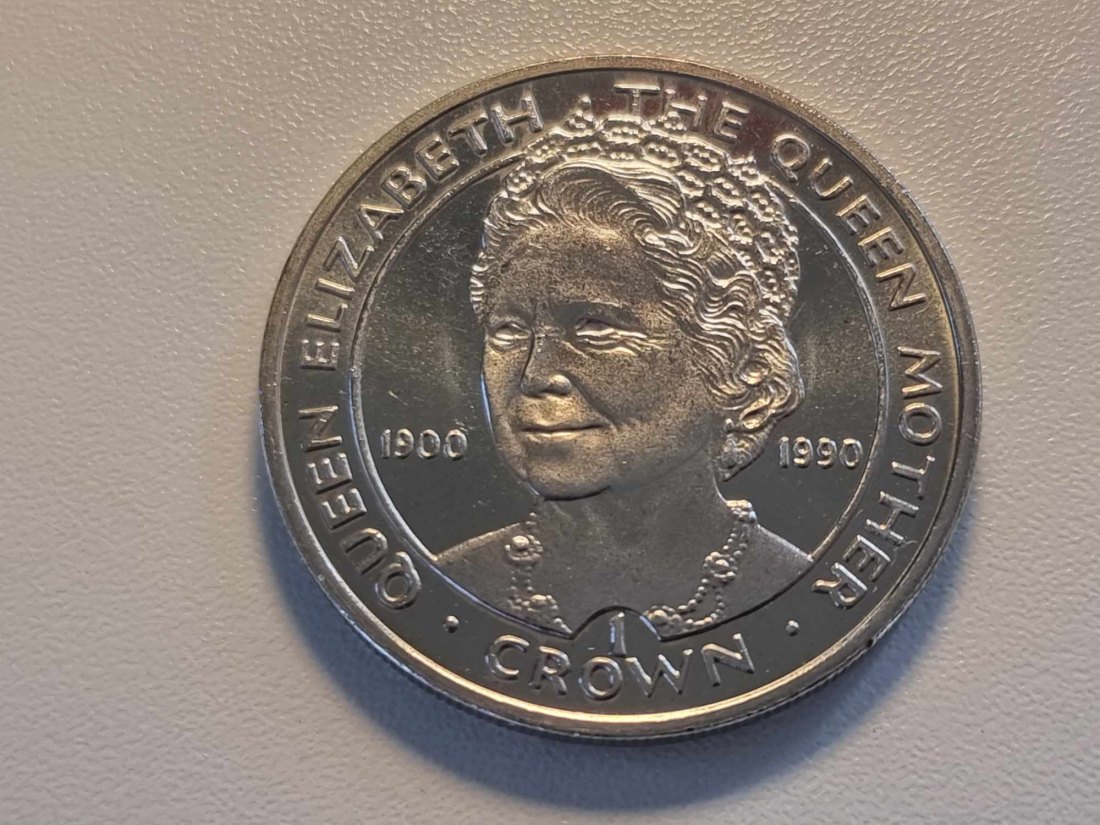 QUEEN ELIZABETH · THE QUEEN MOTHER
1900
1990
1
· CROWN ·